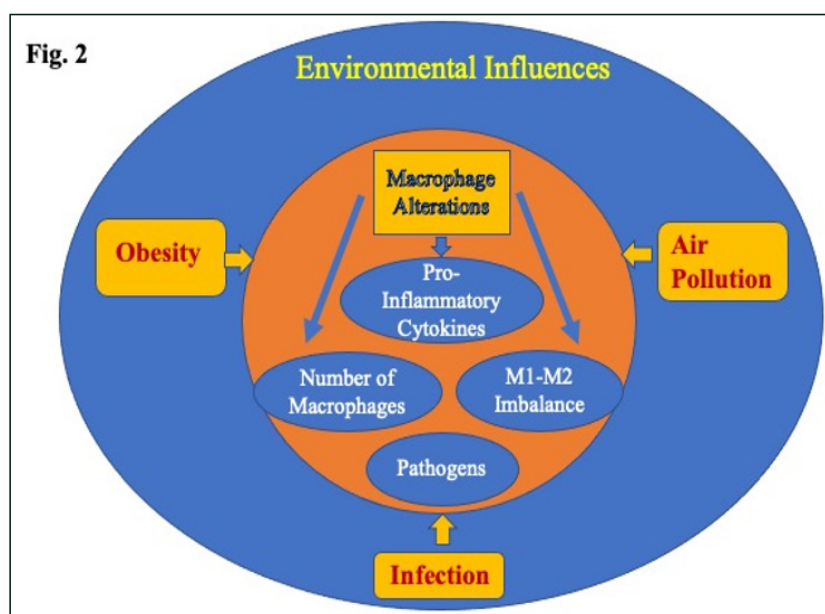 Fig. 2
Environmental Influences
Macrophage
Alterations
Obesity
Air
Pollution
Pro-
Inflammatory
Cytokines
Number of
Macrophages
M1-M2
Imbalance
Pathogens
Infection